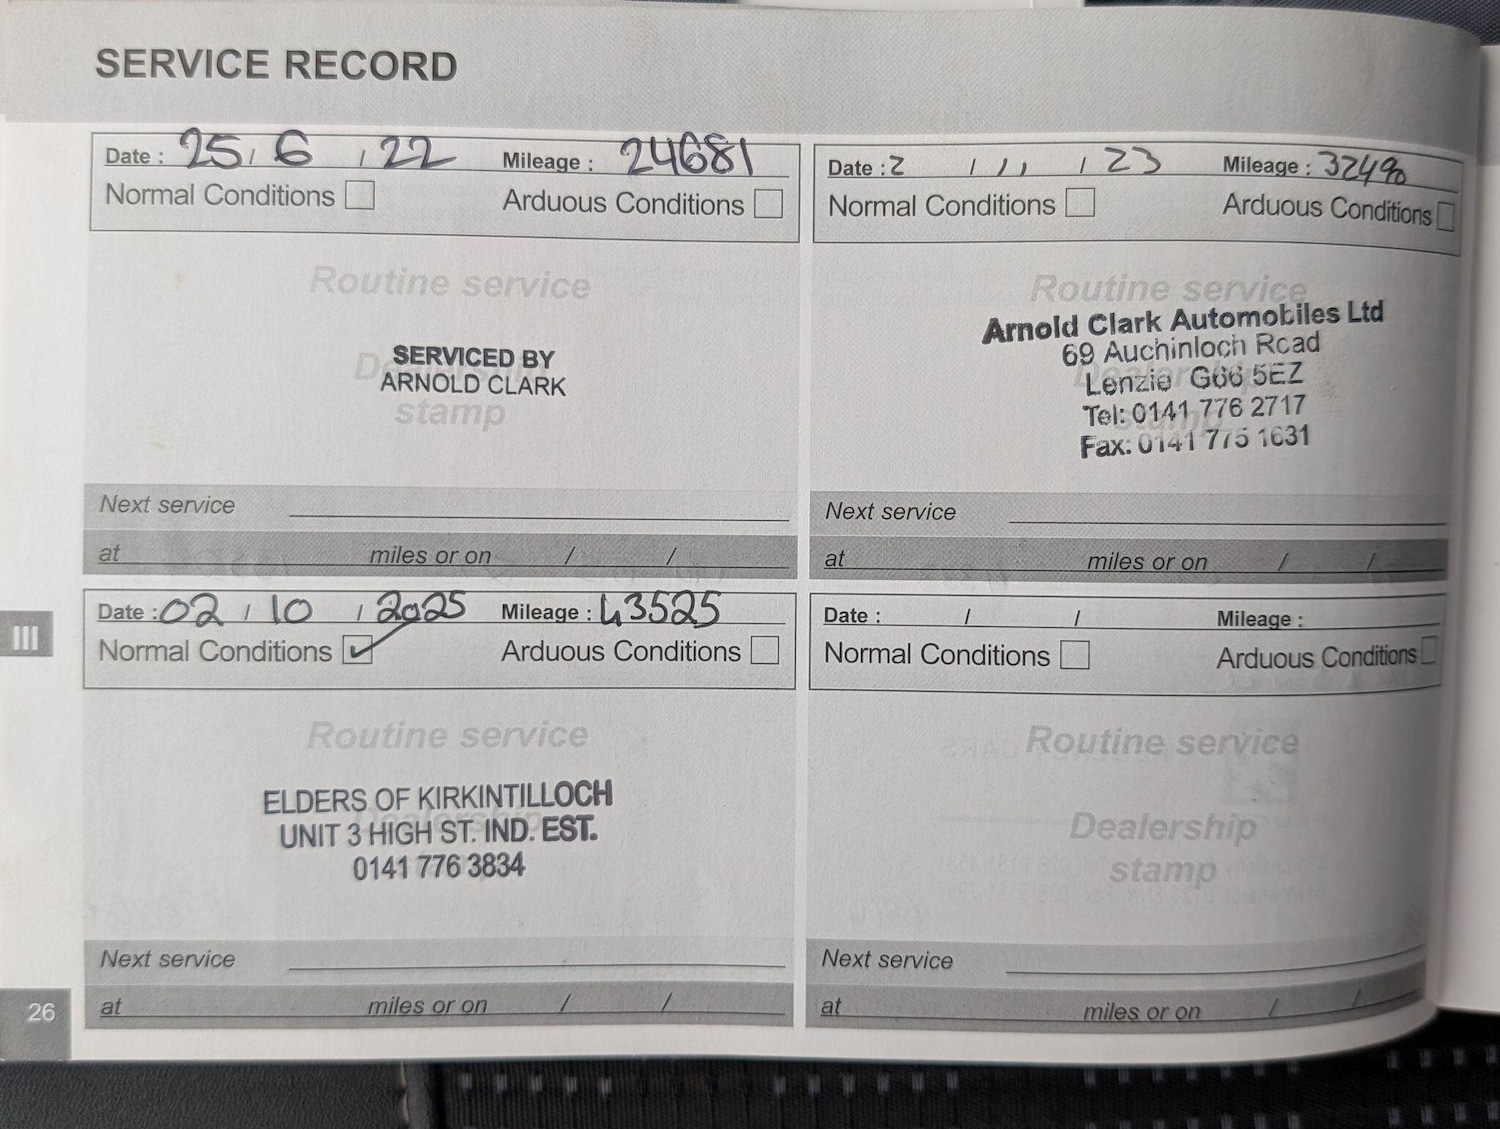 SERVICE RECORD
Date : 25 / 6 / 22 Mileage : 24681
Normal Conditions Arduous Conditions
Routine service
Dealership
stamp
SERVICED BY
ARNOLD CLARK
Next service
at miles or on / /
Date : 2 / 11 / 23 Mileage : 32490
Normal Conditions Arduous Conditions
Routine service
Dealership
stamp
Arnold Clark Automobiles Ltd
69 Auchinloch Road
Lenzie G66 5EZ
Tel: 0141 776 2717
Fax: 0141 775 1631
Next service
at miles or on / /
III
Date : 02 / 10 / 2025 Mileage : 43525
Normal Conditions ✓ Arduous Conditions
Routine service
Dealership
stamp
ELDERS OF KIRKINTILLOCH
UNIT 3 HIGH ST. IND. EST.
0141 776 3834
Next service
at miles or on / /
Date : / / Mileage :
Normal Conditions Arduous Conditions
Routine service
Dealership
stamp
Next service
at miles or on / /
26